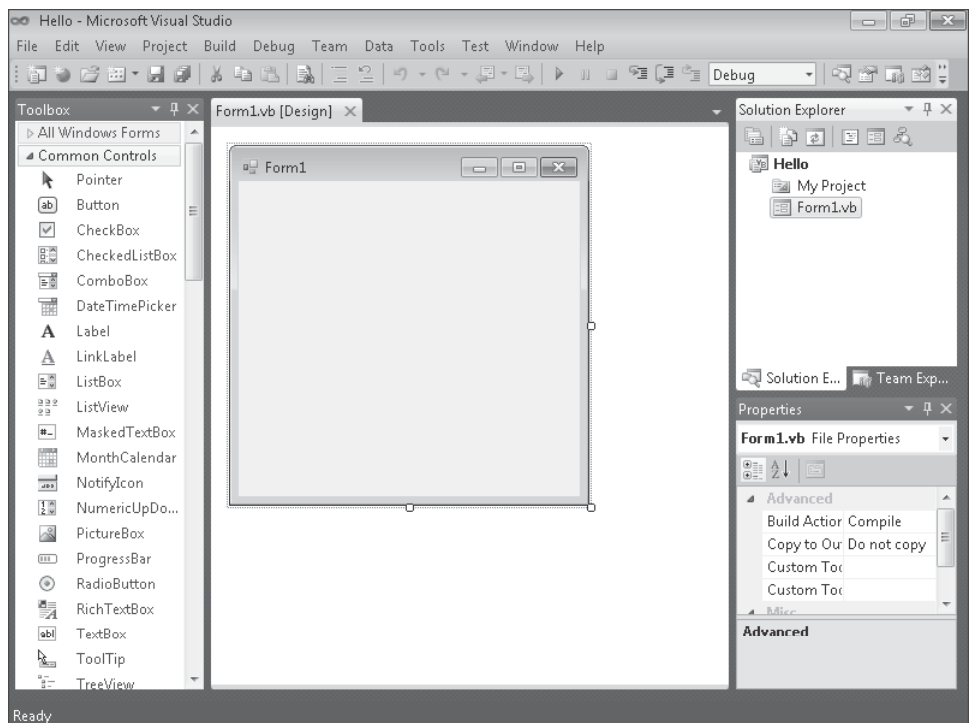 Hello - Microsoft Visual Studio
File Edit View Project Build Debug Team Data Tools Test Window Help
Debug
Toolbox
All Windows Forms
Common Controls
Pointer
Button
CheckBox
CheckedListBox
ComboBox
DateTimePicker
Label
LinkLabel
ListBox
ListView
MaskedTextBox
MonthCalendar
NotifyIcon
NumericUpDo...
PictureBox
ProgressBar
RadioButton
RichTextBox
TextBox
ToolTip
TreeView
Form1.vb [Design]
Form1
Solution Explorer
Hello
My Project
Form1.vb
Solution E... Team Exp...
Properties
Form1.vb File Properties
Advanced
Build Action Compile
Copy to Ou Do not copy
Custom Too
Custom Too
Misc
Advanced
Ready